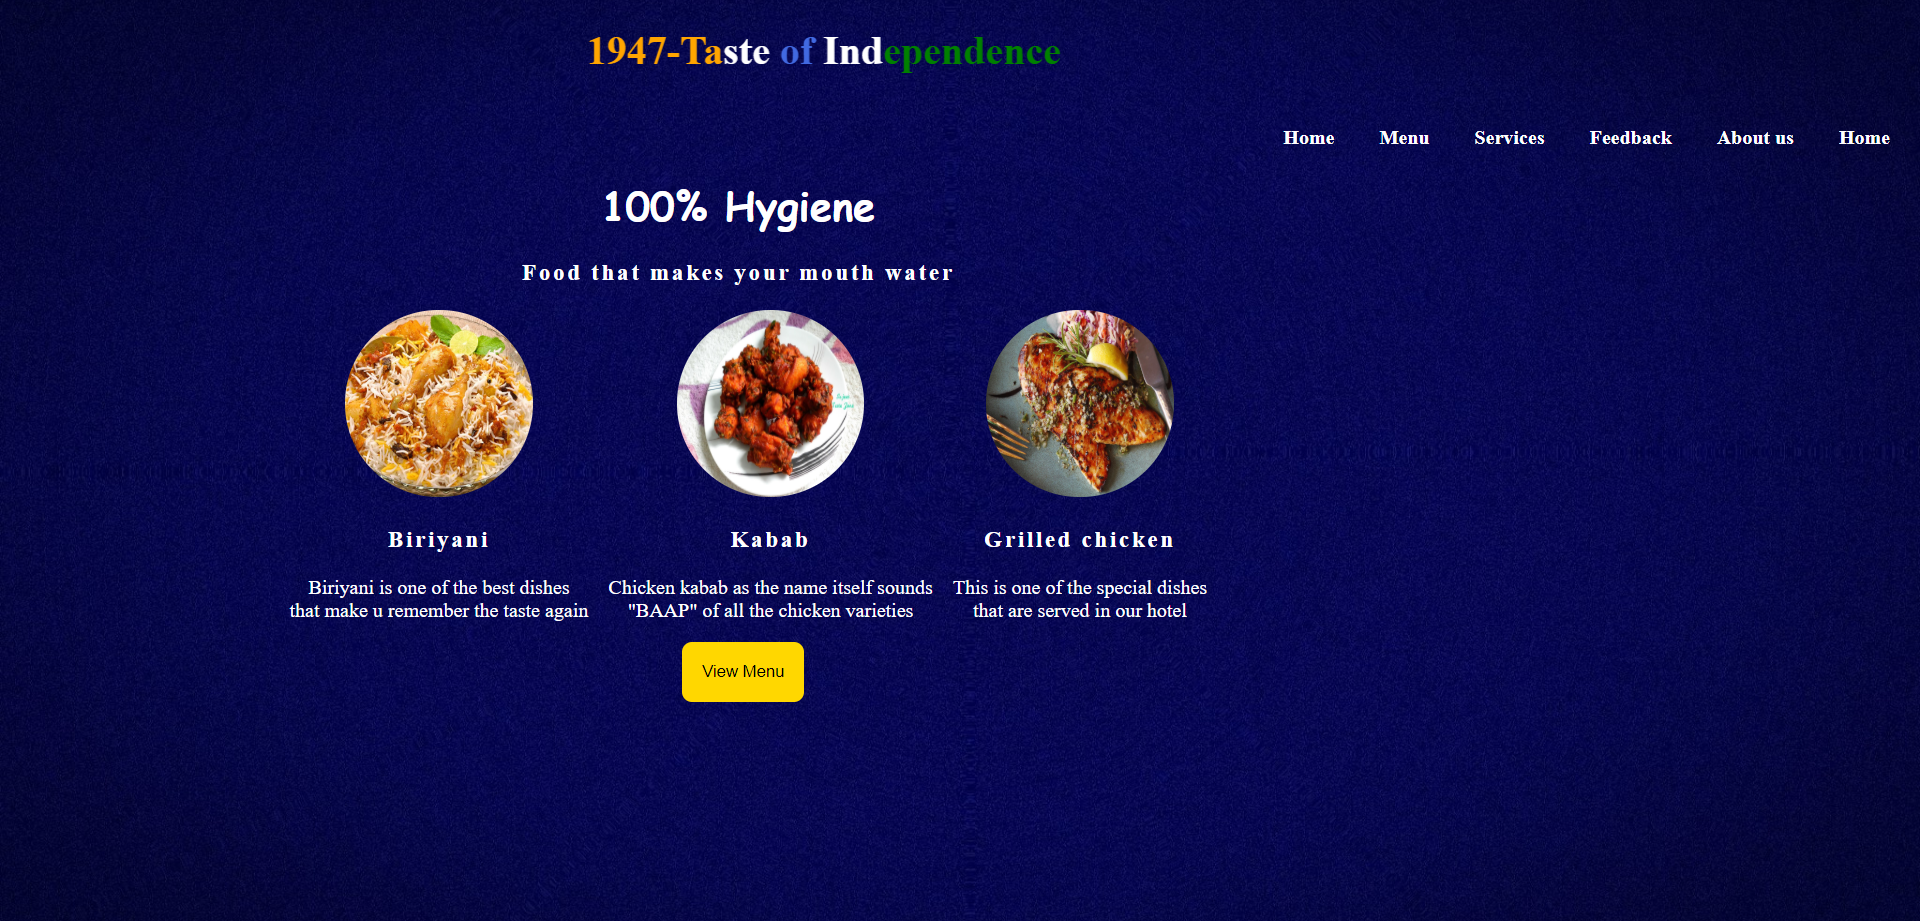 1947-Taste of Independence
Home Menu Services Feedback About us Home
100% Hygiene
Food that makes your mouth water
Biriyani Kabab Grilled chicken
Biriyani is one of the best dishes
that make u remember the taste again
Chicken kabab as the name itself sounds
"BAAP" of all the chicken varieties
This is one of the special dishes
that are served in our hotel
View Menu